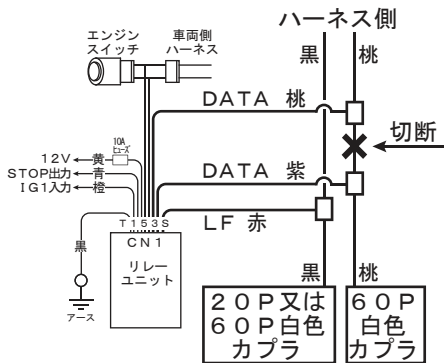 ハーネス側
エンジン
スイッチ
車両側
ハーネス
黒
桃
DATA 桃
切断
10A
ヒューズ
12V
黄
STOP出力
青
IG1入力
橙
DATA 紫
LF 赤
T153S
CN1
リレー
ユニット
黒
アース
黒
桃
20P又は
60P白色
カプラ
60P
白色
カプラ